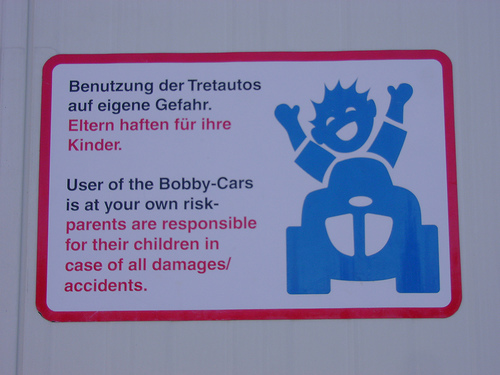 Benutzung der Tretautos
auf eigene Gefahr.
Eltern haften für ihre
Kinder.
User of the Bobby-Cars
is at your own risk-
parents are responsible
for their children in
case of all damages/
accidents.